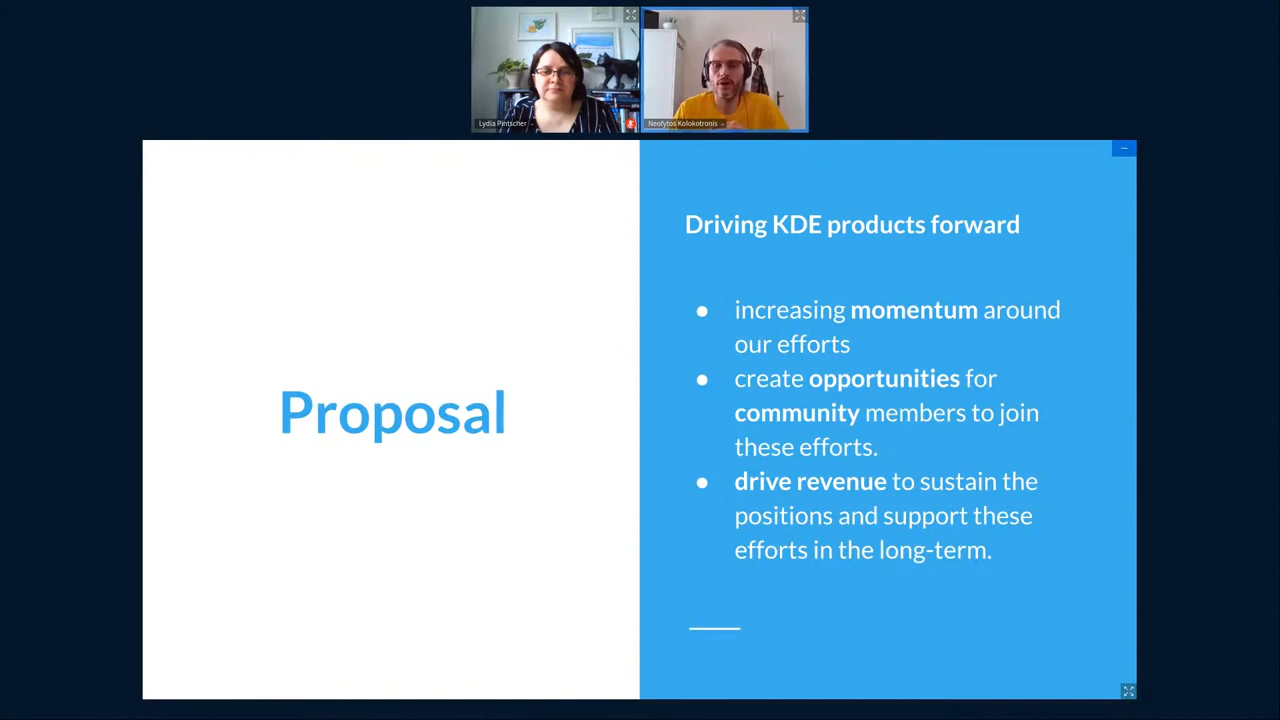 Lydia Pintscher
Neofytos Kolokotronis
Proposal
Driving KDE products forward
● increasing momentum around
our efforts
● create opportunities for
community members to join
these efforts.
● drive revenue to sustain the
positions and support these
efforts in the long-term.